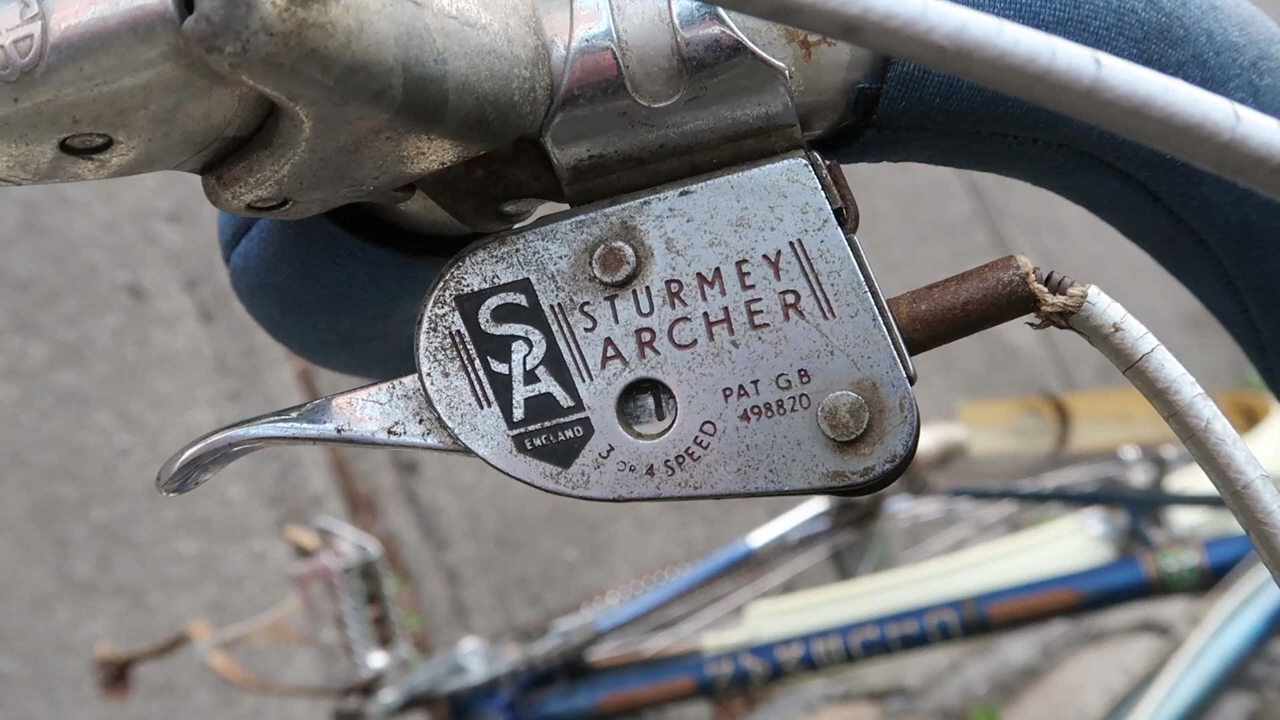 SA
ENGLAND
STURMEY
ARCHER
PAT G.B
498820
3 OR 4 SPEED